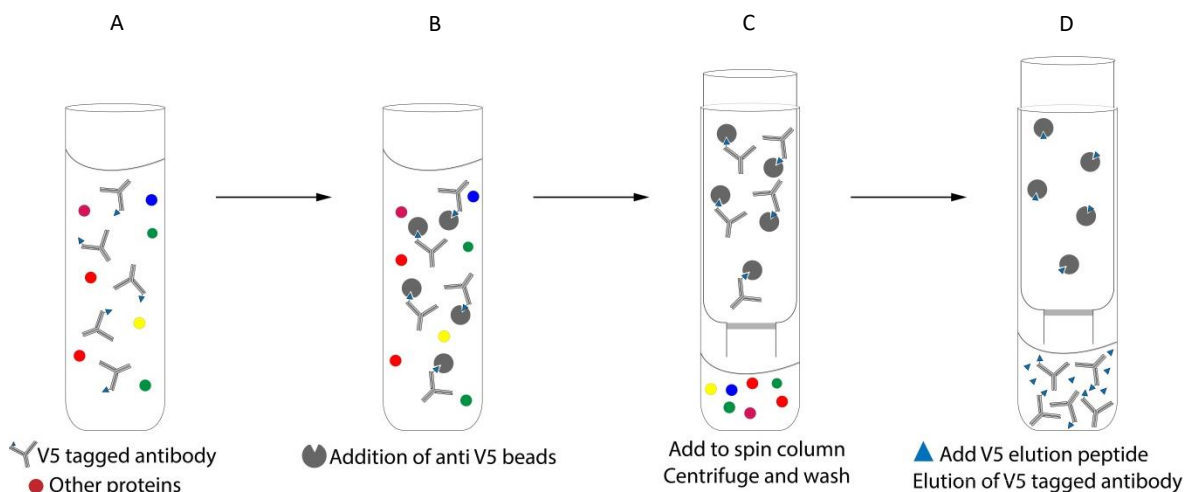 A
B
C
D
V5 tagged antibody
Other proteins
Addition of anti V5 beads
Add to spin column
Centrifuge and wash
Add V5 elution peptide
Elution of V5 tagged antibody